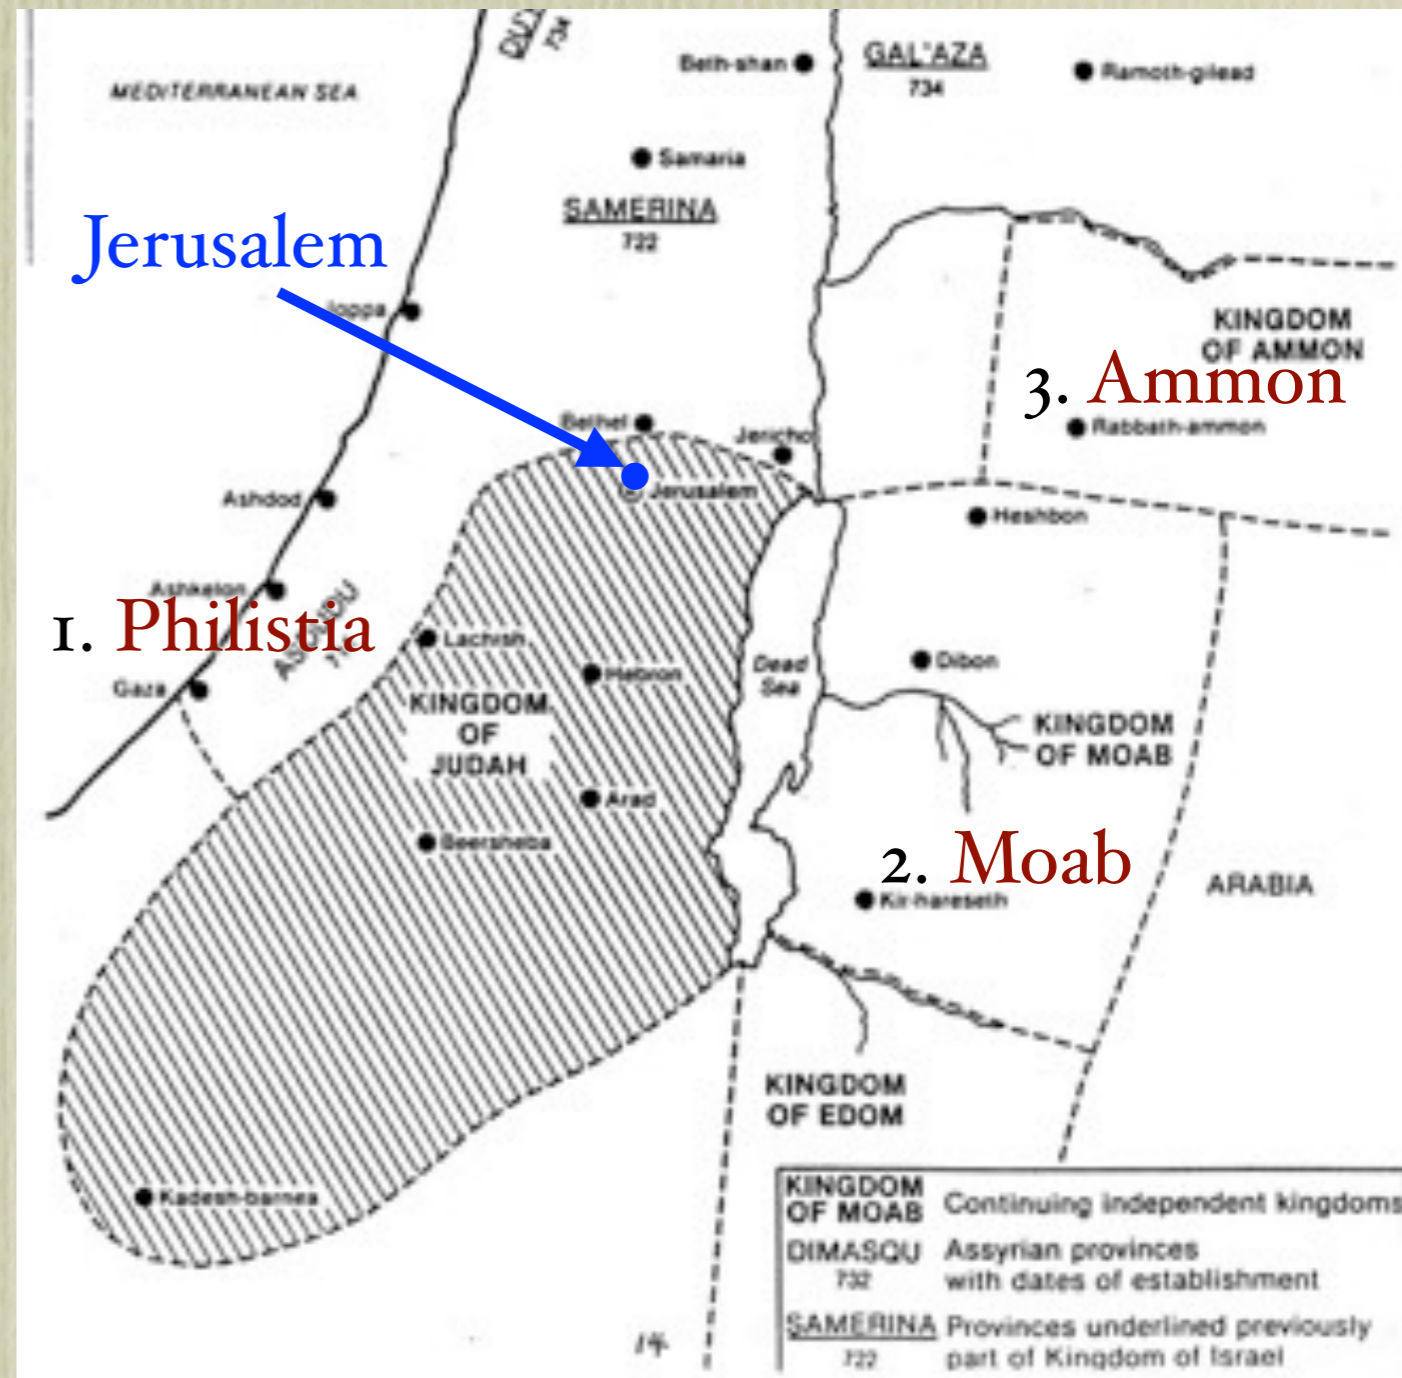 MEDITERRANEAN SEA
734
Beth-shan
GAL'AZA
734
Ramoth-gilead
Samaria
SAMERINA
722
Jerusalem
Joppa
KINGDOM
OF AMMON
3. Ammon
Rabbath-ammon
Bethel
Jericho
Jerusalem
Ashdod
Heshbon
Ashkelon
1. Philistia
Lachish
Hebron
Dead
Sea
Dibon
Gaza
KINGDOM
OF
JUDAH
KINGDOM
OF MOAB
Arad
Beersheba
2. Moab
Kir-hareseth
ARABIA
KINGDOM
OF EDOM
Kadesh-barnea
KINGDOM
OF MOAB
Continuing independent kingdoms
DIMASQU
732
Assyrian provinces
with dates of establishment
SAMERINA
722
Provinces underlined previously
part of Kingdom of Israel
14